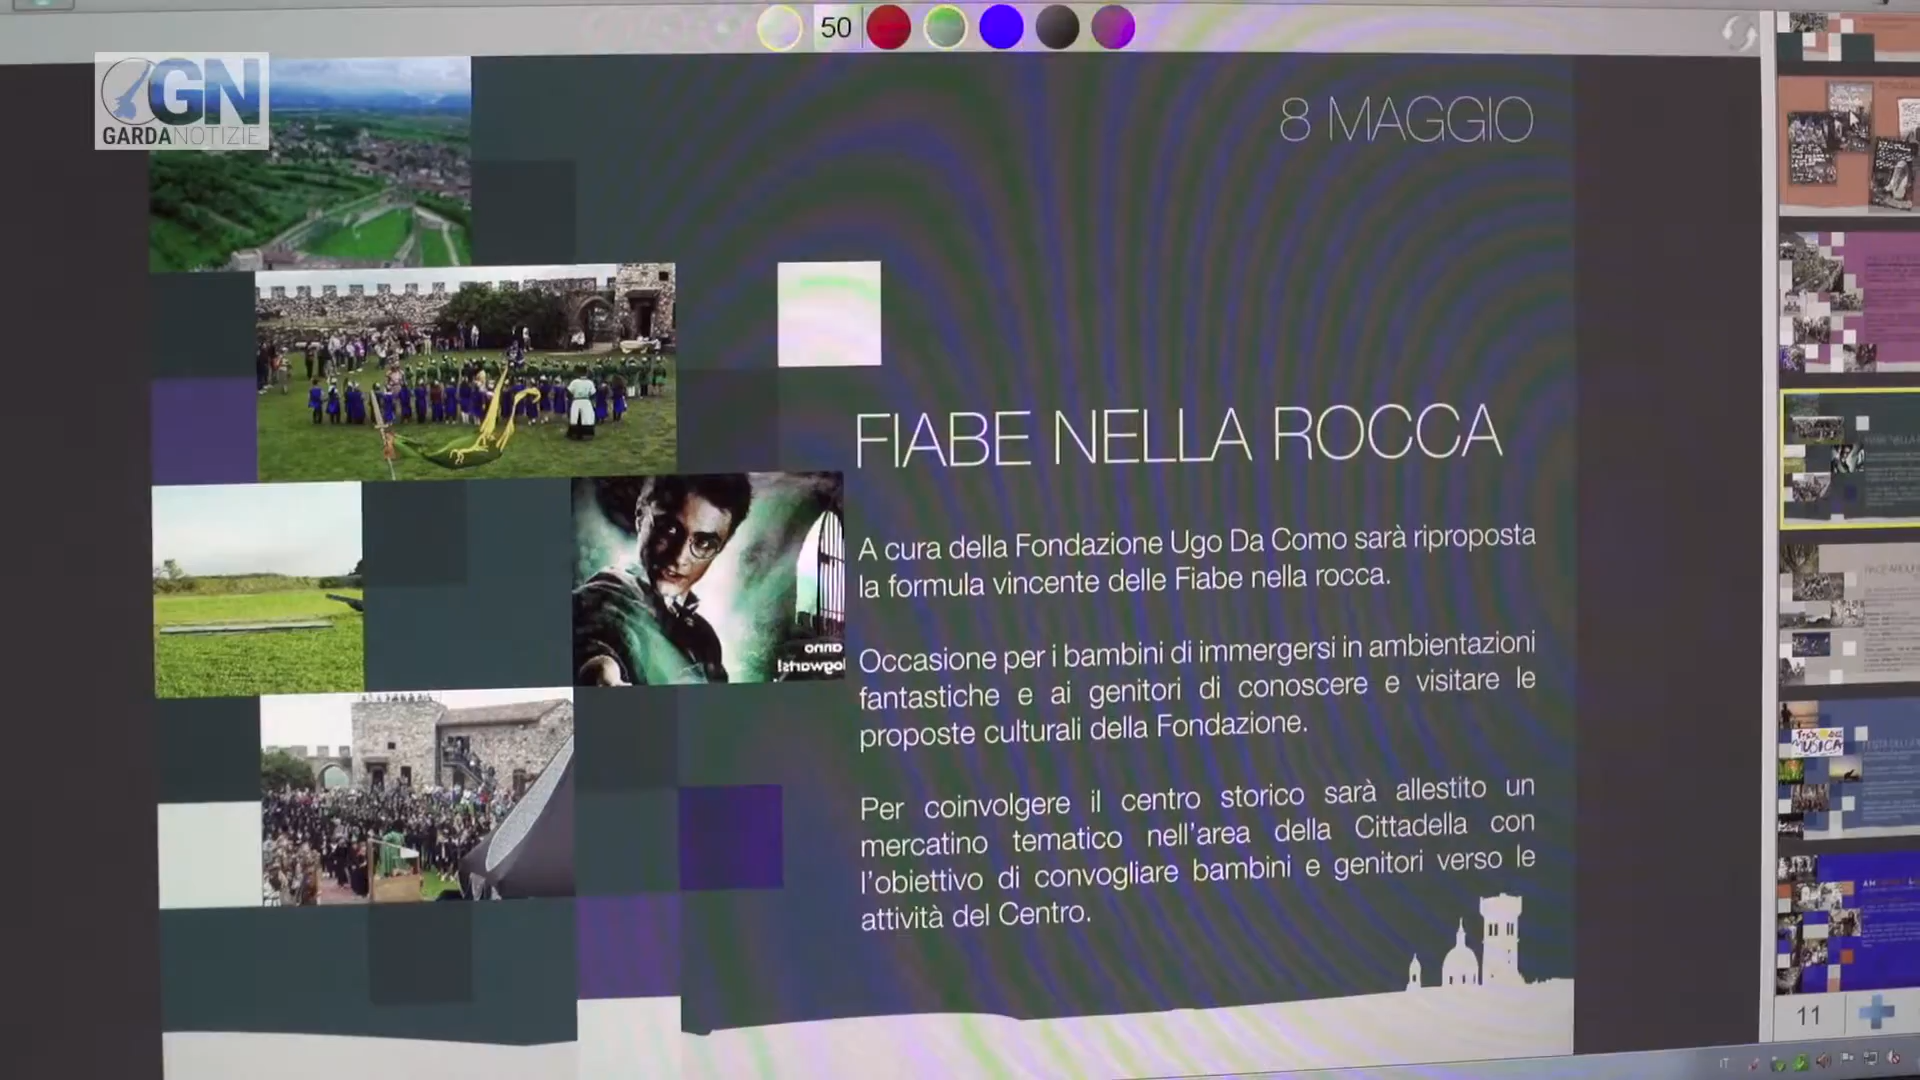 50
GN
GARDANOTIZIE
8 MAGGIO
FIABE NELLA ROCCA
A cura della Fondazione Ugo Da Como sarà riproposta
la formula vincente delle Fiabe nella rocca.
Occasione per i bambini di immergersi in ambientazioni
fantastiche e ai genitori di conoscere e visitare le
proposte culturali della Fondazione.
Per coinvolgere il centro storico sarà allestito un
mercatino tematico nell'area della Cittadella con
l'obiettivo di convogliare bambini e genitori verso le
attività del Centro.
anno
MUSICA
11
IT